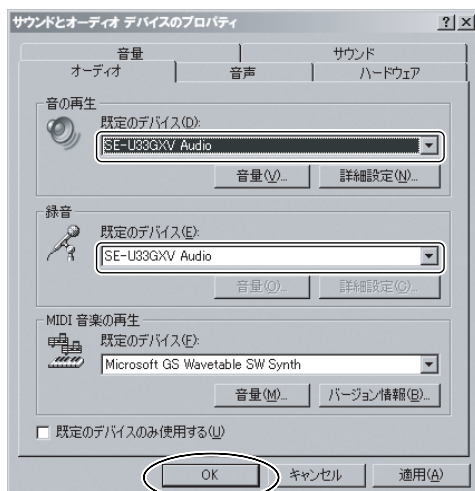 サウンドとオーディオ デバイスのプロパティ ? ×
音量 サウンド
オーディオ 音声 ハードウェア
音の再生
既定のデバイス(D):
SE-U33GXV Audio
音量(V)... 詳細設定(N)...
録音
既定のデバイス(E):
SE-U33GXV Audio
音量(O)... 詳細設定(C)...
MIDI 音楽の再生
既定のデバイス(F):
Microsoft GS Wavetable SW Synth
音量(M)... バージョン情報(B)...
既定のデバイスのみ使用する(U)
OK キャンセル 適用(A)